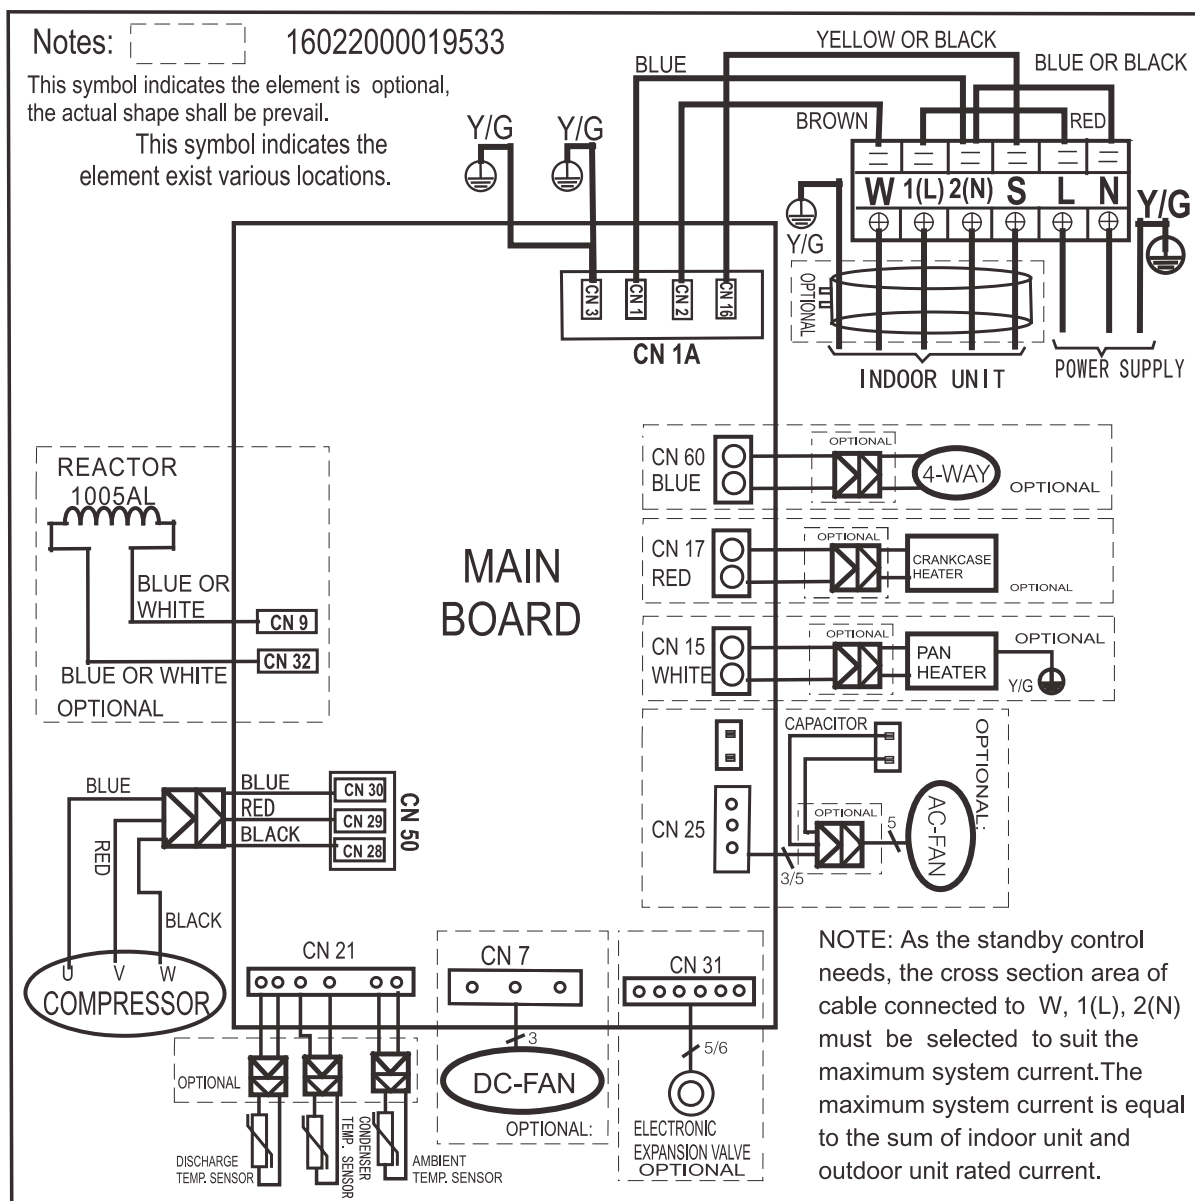 Notes:
16022000019533
This symbol indicates the element is optional,
the actual shape shall be prevail.
This symbol indicates the
element exist various locations.
Y/G
Y/G
BLUE
YELLOW OR BLACK
BLUE OR BLACK
BROWN
RED
W 1(L) 2(N) S L N
Y/G
Y/G
OPTIONAL
INDOOR UNIT
POWER SUPPLY
CN 3
CN 1
CN 2
CN 16
CN 1A
REACTOR
1005AL
BLUE OR
WHITE
CN 9
CN 32
BLUE OR WHITE
OPTIONAL
MAIN
BOARD
CN 60
BLUE
OPTIONAL
4-WAY
OPTIONAL
CN 17
RED
OPTIONAL
CRANKCASE
HEATER
OPTIONAL
CN 15
WHITE
OPTIONAL
PAN
HEATER
OPTIONAL
Y/G
CAPACITOR
OPTIONAL:
CN 25
OPTIONAL
3/5
5
AC-FAN
BLUE
RED
BLACK
BLUE
RED
BLACK
CN 30
CN 29
CN 28
CN 50
U V W
COMPRESSOR
CN 21
OPTIONAL
DISCHARGE
TEMP. SENSOR
CONDENSER
TEMP. SENSOR
AMBIENT
TEMP. SENSOR
CN 7
3
DC-FAN
OPTIONAL:
CN 31
5/6
ELECTRONIC
EXPANSION VALVE
OPTIONAL
NOTE: As the standby control
needs, the cross section area of
cable connected to W, 1(L), 2(N)
must be selected to suit the
maximum system current.The
maximum system current is equal
to the sum of indoor unit and
outdoor unit rated current.